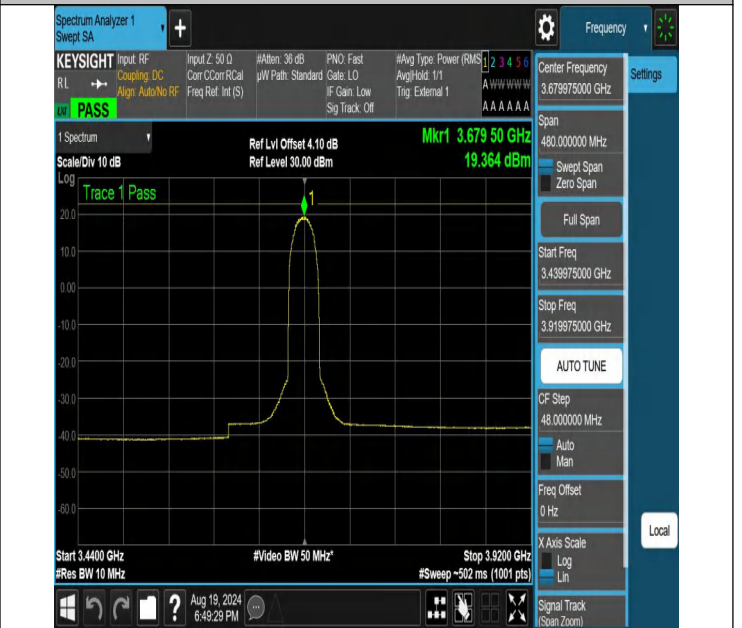 Spectrum Analyzer 1
Swept SA
+
Frequency
KEYSIGHT
RL
PASS
Input: RF
Coupling: DC
Align: Auto/No RF
Input Z: 50 Ω
Corr CCorr RCal
Freq Ref: Int (S)
#Atten: 36 dB
µW Path: Standard
PNO: Fast
Gate: LO
IF Gain: Low
Sig Track: Off
#Avg Type: Power (RMS
Avg|Hold: 1/1
Trig: External 1
1 2 3 4 5 6
A W W W W W
A A A A A A
1 Spectrum
Scale/Div 10 dB
Log
Ref Lvl Offset 4.10 dB
Ref Level 30.00 dBm
Mkr1 3.679 50 GHz
19.364 dBm
Trace 1 Pass
1
20.0
10.0
0.00
-10.0
-20.0
-30.0
-40.0
-50.0
-60.0
Start 3.4400 GHz
#Res BW 10 MHz
#Video BW 50 MHz*
Stop 3.9200 GHz
#Sweep ~502 ms (1001 pts)
Aug 19, 2024
6:49:29 PM
?
Center Frequency
3.679975000 GHz
Settings
Span
480.000000 MHz
Swept Span
Zero Span
Full Span
Start Freq
3.439975000 GHz
Stop Freq
3.919975000 GHz
AUTO TUNE
CF Step
48.000000 MHz
Auto
Man
Freq Offset
0 Hz
X Axis Scale
Log
Lin
Local
Signal Track
(Span Zoom)